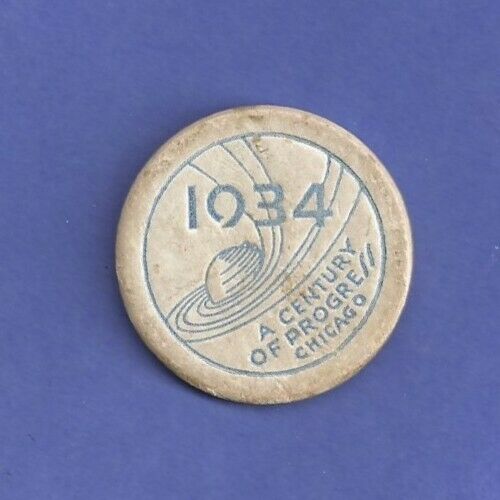 1934
A CENTURY
OF PROGRESS
CHICAGO